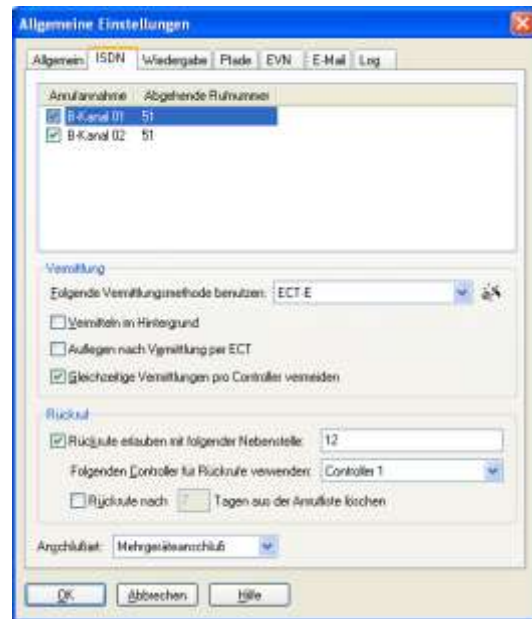 Allgemeine Einstellungen
Allgemein ISDN Wiedergabe Pfade EVN E-Mail Log
Anrufannahme Abgehende Rufnummer
B-Kanal 01 51
B-Kanal 02 51
Vermittlung
Folgende Vermittlungsmethode benutzen: ECT-E
Vermitteln im Hintergrund
Auflegen nach Vermittlung per ECT
Gleichzeitige Vermittlungen pro Controller vermeiden
Rückruf
Rückrufe erlauben mit folgender Nebenstelle: 12
Folgenden Controller für Rückrufe verwenden: Controller 1
Rückrufe nach 7 Tagen aus der Anrufliste löschen
Anschlußart: Mehrgeräteanschluß
OK Abbrechen Hilfe